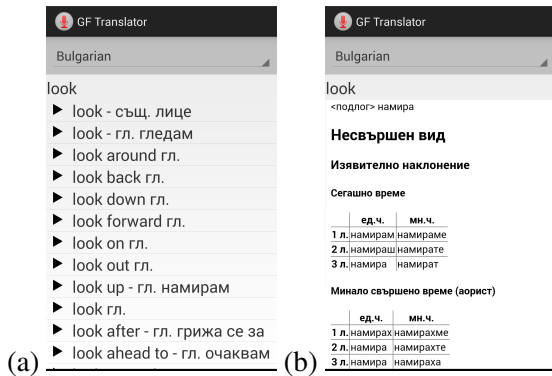 GF Translator
Bulgarian
look
look - същ. лице
look - гл. гледам
look around гл.
look back гл.
look down гл.
look forward гл.
look on гл.
look out гл.
look up - гл. намирам
look гл.
look after - гл. грижа се за
look ahead to - гл. очаквам
(a)
GF Translator
Bulgarian
look
<подлог> намира
Несвършен вид
Изявително наклонение
Сегашно време
ед.ч. мн.ч.
1 л. намирам намираме
2 л. намираш намирате
3 л. намира намират
Минало свършено време (аорист)
ед.ч. мн.ч.
1 л. намирах намирахме
2 л. намира намирахте
3 л. намира намираха
(b)